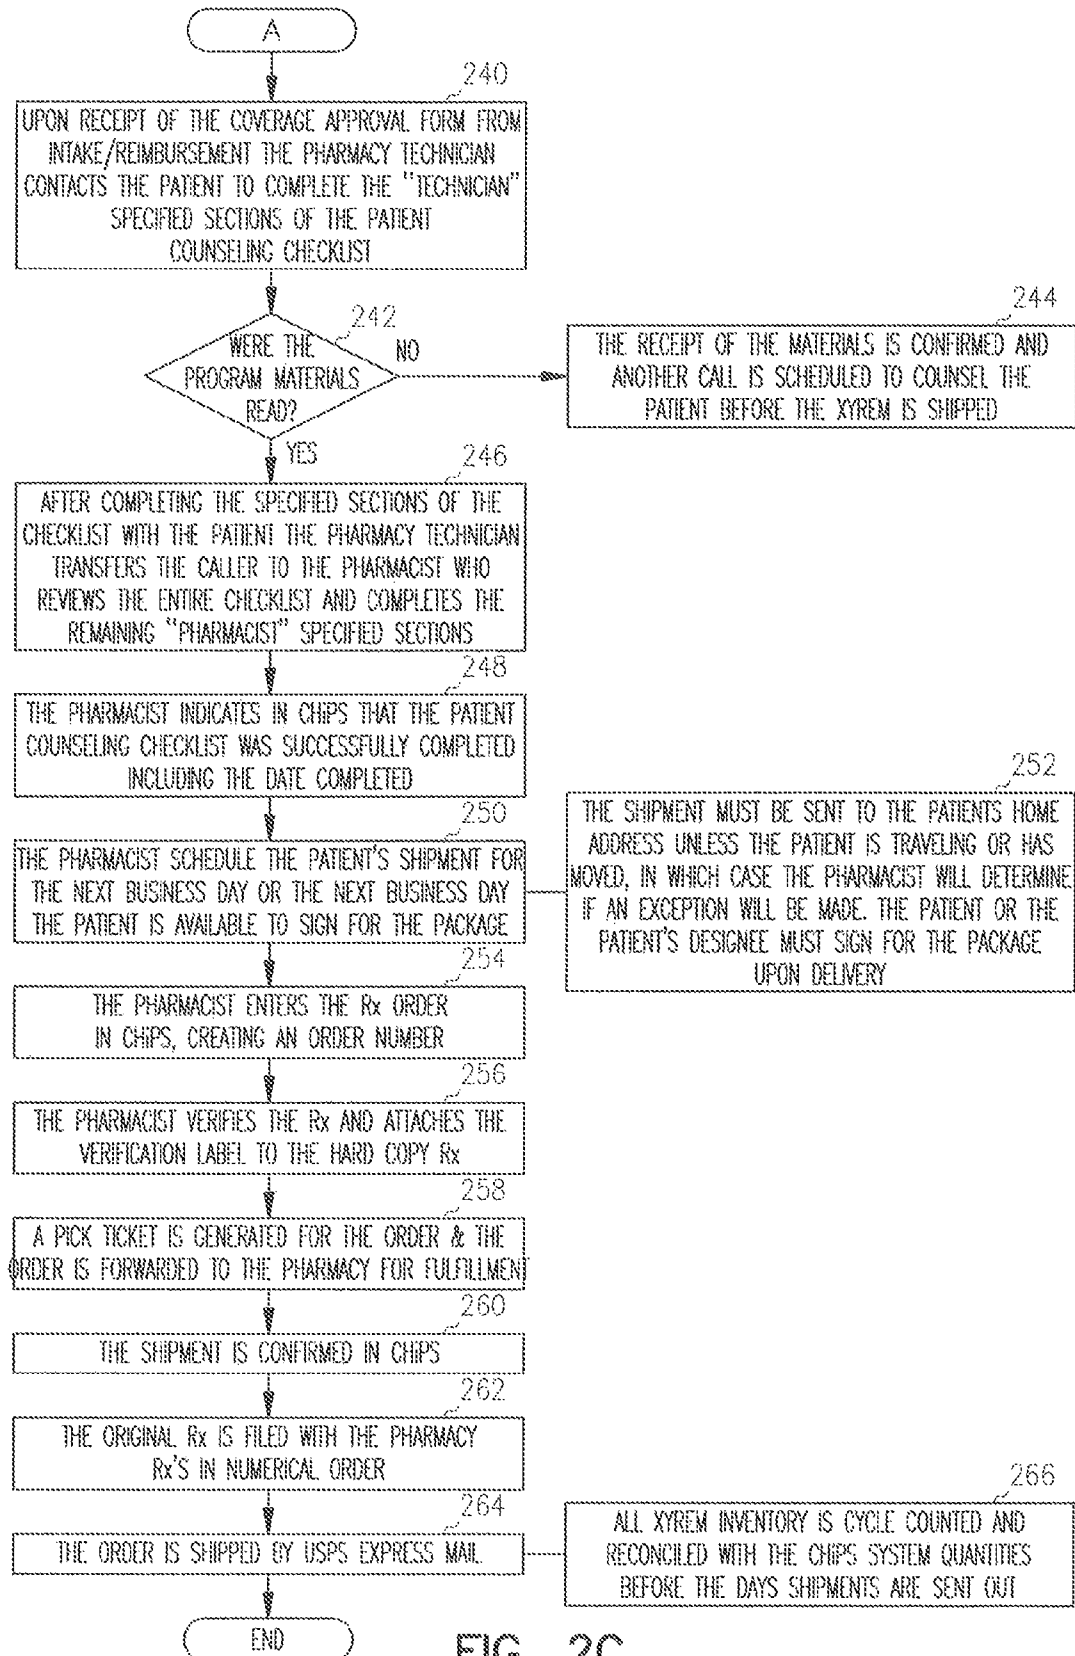 A
240
UPON RECEIPT OF THE COVERAGE APPROVAL FORM FROM
INTAKE/REIMBURSEMENT THE PHARMACY TECHNICIAN
CONTACTS THE PATIENT TO COMPLETE THE "TECHNICIAN"
SPECIFIED SECTIONS OF THE PATIENT
COUNSELING CHECKLIST
242
WERE THE
PROGRAM MATERIALS
READ?
NO
YES
244
THE RECEIPT OF THE MATERIALS IS CONFIRMED AND
ANOTHER CALL IS SCHEDULED TO COUNSEL THE
PATIENT BEFORE THE XYREM IS SHIPPED
246
AFTER COMPLETING THE SPECIFIED SECTIONS OF THE
CHECKLIST WITH THE PATIENT THE PHARMACY TECHNICIAN
TRANSFERS THE CALLER TO THE PHARMACIST WHO
REVIEWS THE ENTIRE CHECKLIST AND COMPLETES THE
REMAINING "PHARMACIST" SPECIFIED SECTIONS
248
THE PHARMACIST INDICATES IN CHIPS THAT THE PATIENT
COUNSELING CHECKLIST WAS SUCCESSFULLY COMPLETED
INCLUDING THE DATE COMPLETED
250
THE PHARMACIST SCHEDULE THE PATIENT'S SHIPMENT FOR
THE NEXT BUSINESS DAY OR THE NEXT BUSINESS DAY
THE PATIENT IS AVAILABLE TO SIGN FOR THE PACKAGE
252
THE SHIPMENT MUST BE SENT TO THE PATIENTS HOME
ADDRESS UNLESS THE PATIENT IS TRAVELING OR HAS
MOVED, IN WHICH CASE THE PHARMACIST WILL DETERMINE
IF AN EXCEPTION WILL BE MADE. THE PATIENT OR THE
PATIENT'S DESIGNEE MUST SIGN FOR THE PACKAGE
UPON DELIVERY
254
THE PHARMACIST ENTERS THE Rx ORDER
IN CHIPS, CREATING AN ORDER NUMBER
256
THE PHARMACIST VERIFIES THE Rx AND ATTACHES THE
VERIFICATION LABEL TO THE HARD COPY Rx
258
A PICK TICKET IS GENERATED FOR THE ORDER & THE
ORDER IS FORWARDED TO THE PHARMACY FOR FULFILLMENT
260
THE SHIPMENT IS CONFIRMED IN CHIPS
262
THE ORIGINAL Rx IS FILED WITH THE PHARMACY
Rx'S IN NUMERICAL ORDER
264
THE ORDER IS SHIPPED BY USPS EXPRESS MAIL
266
ALL XYREM INVENTORY IS CYCLE COUNTED AND
RECONCILED WITH THE CHIPS SYSTEM QUANTITIES
BEFORE THE DAYS SHIPMENTS ARE SENT OUT
END
FIG. 2C